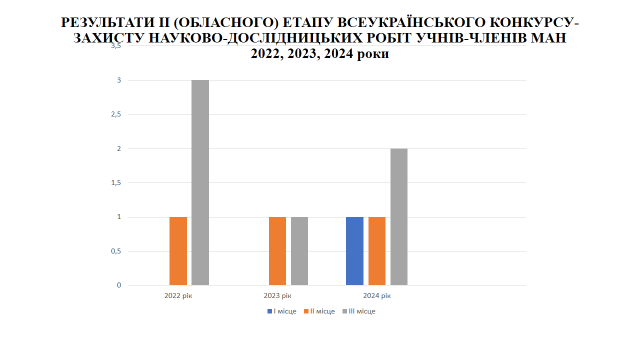 РЕЗУЛЬТАТИ ІІ (ОБЛАСНОГО) ЕТАПУ ВСЕУКРАЇНСЬКОГО КОНКУРСУ-
ЗАХИСТУ НАУКОВО-ДОСЛІДНИЦЬКИХ РОБІТ УЧНІВ-ЧЛЕНІВ МАН
2022, 2023, 2024 роки
3,5
3
2,5
2
1,5
1
0,5
0
2022 рік 2023 рік 2024 рік
І місце ІІ місце ІІІ місце